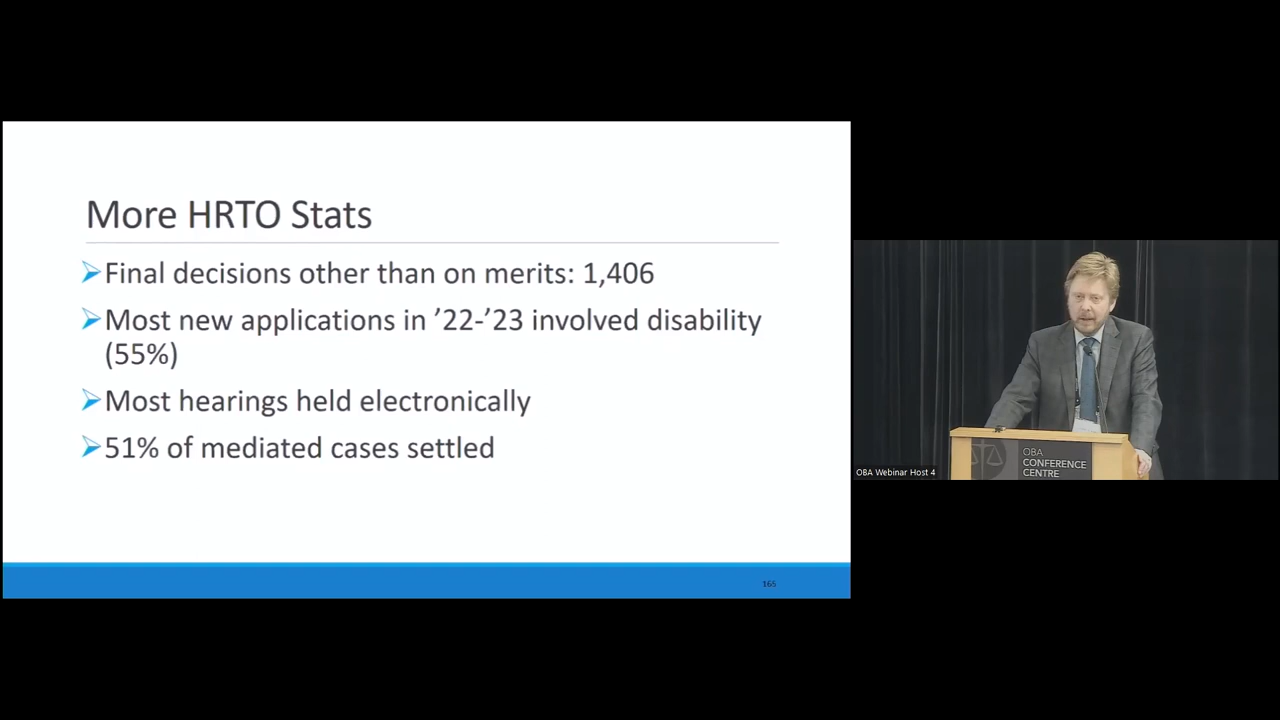 More HRTO Stats
➢Final decisions other than on merits: 1,406
➢Most new applications in ’22-’23 involved disability
(55%)
➢Most hearings held electronically
➢51% of mediated cases settled
165
OBA
CONFERENCE
CENTRE
OBA Webinar Host 4